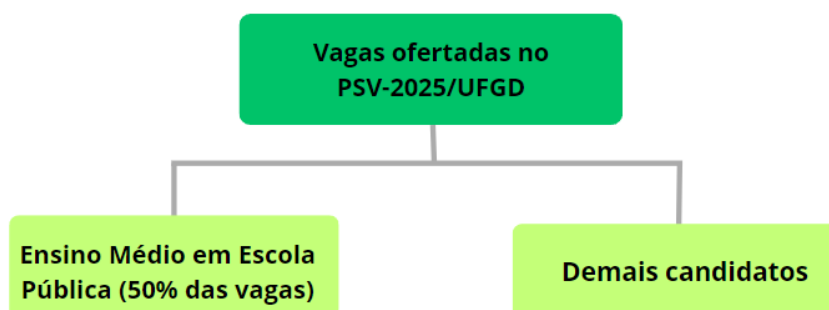 Vagas ofertadas no
PSV-2025/UFGD
Ensino Médio em Escola
Pública (50% das vagas)
Demais candidatos